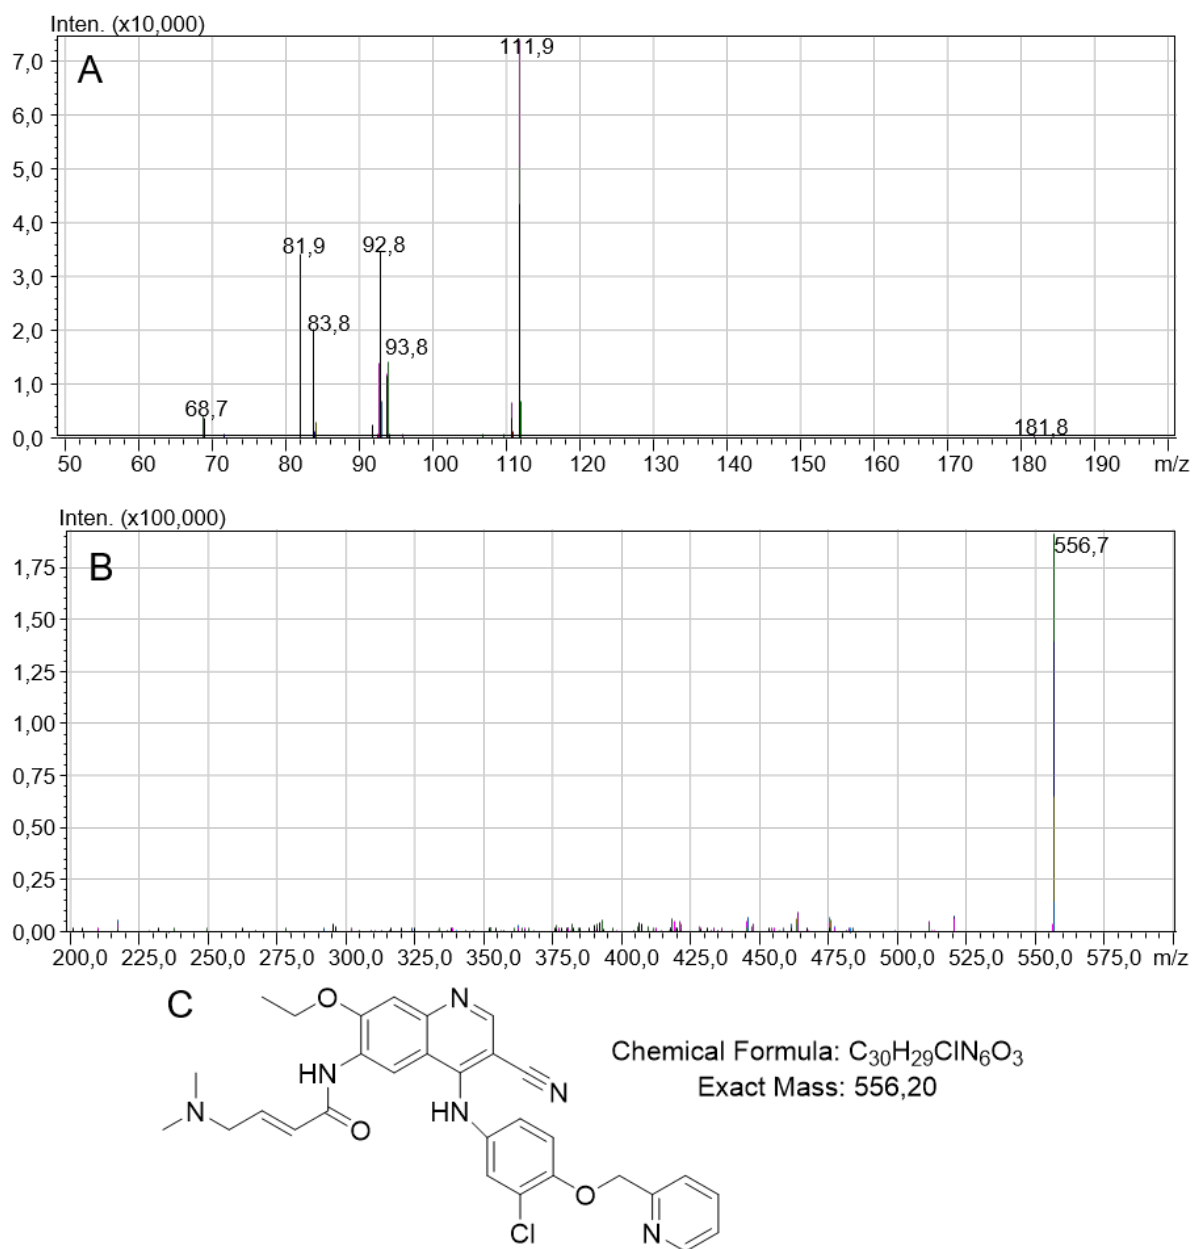 Inten. (x10,000)
A
7,0
6,0
5,0
4,0
3,0
2,0
1,0
0,0
111,9
81,9
92,8
83,8
93,8
68,7
181,8
50 60 70 80 90 100 110 120 130 140 150 160 170 180 190 m/z
Inten. (x100,000)
B
1,75
1,50
1,25
1,00
0,75
0,50
0,25
0,00
556,7
200,0 225,0 250,0 275,0 300,0 325,0 350,0 375,0 400,0 425,0 450,0 475,0 500,0 525,0 550,0 575,0 m/z
C
O
N
HN
N
N
O
HN
O
N
Cl
Chemical Formula: C₃₀H₂₉ClN₆O₃
Exact Mass: 556,20